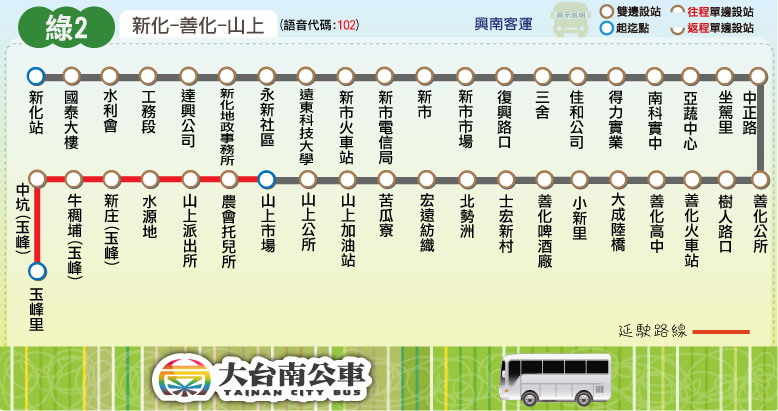 綠2
新化-善化-山上
(語音代碼:102)
興南客運
雙邊設站
起迄點
往程單邊設站
返程單邊設站
新化站
國泰大樓
水利會
工務段
達興公司
新化地政事務所
永新社區
遠東科技大學
新市火車站
新市電信局
新市
新市市場
復興路口
三舍
佳和公司
得力實業
南科實中
亞蔬中心
坐駕里
中正路
善化公所
樹人路口
善化火車站
善化高中
大成陸橋
小新里
善化啤酒廠
士宏新村
北勢洲
宏遠紡織
苦瓜寮
山上加油站
山上公所
山上市場
農會托兒所
山上派出所
水源地
新庄(玉峰)
牛稠埔(玉峰)
中坑(玉峰)
玉峰里
延駛路線
大台南公車
TAINAN CITY BUS